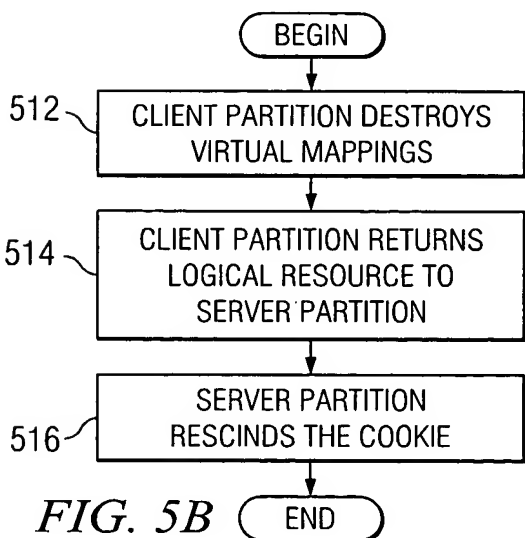 BEGIN
512
CLIENT PARTITION DESTROYS
VIRTUAL MAPPINGS
514
CLIENT PARTITION RETURNS
LOGICAL RESOURCE TO
SERVER PARTITION
516
SERVER PARTITION
RESCINDS THE COOKIE
FIG. 5B
END